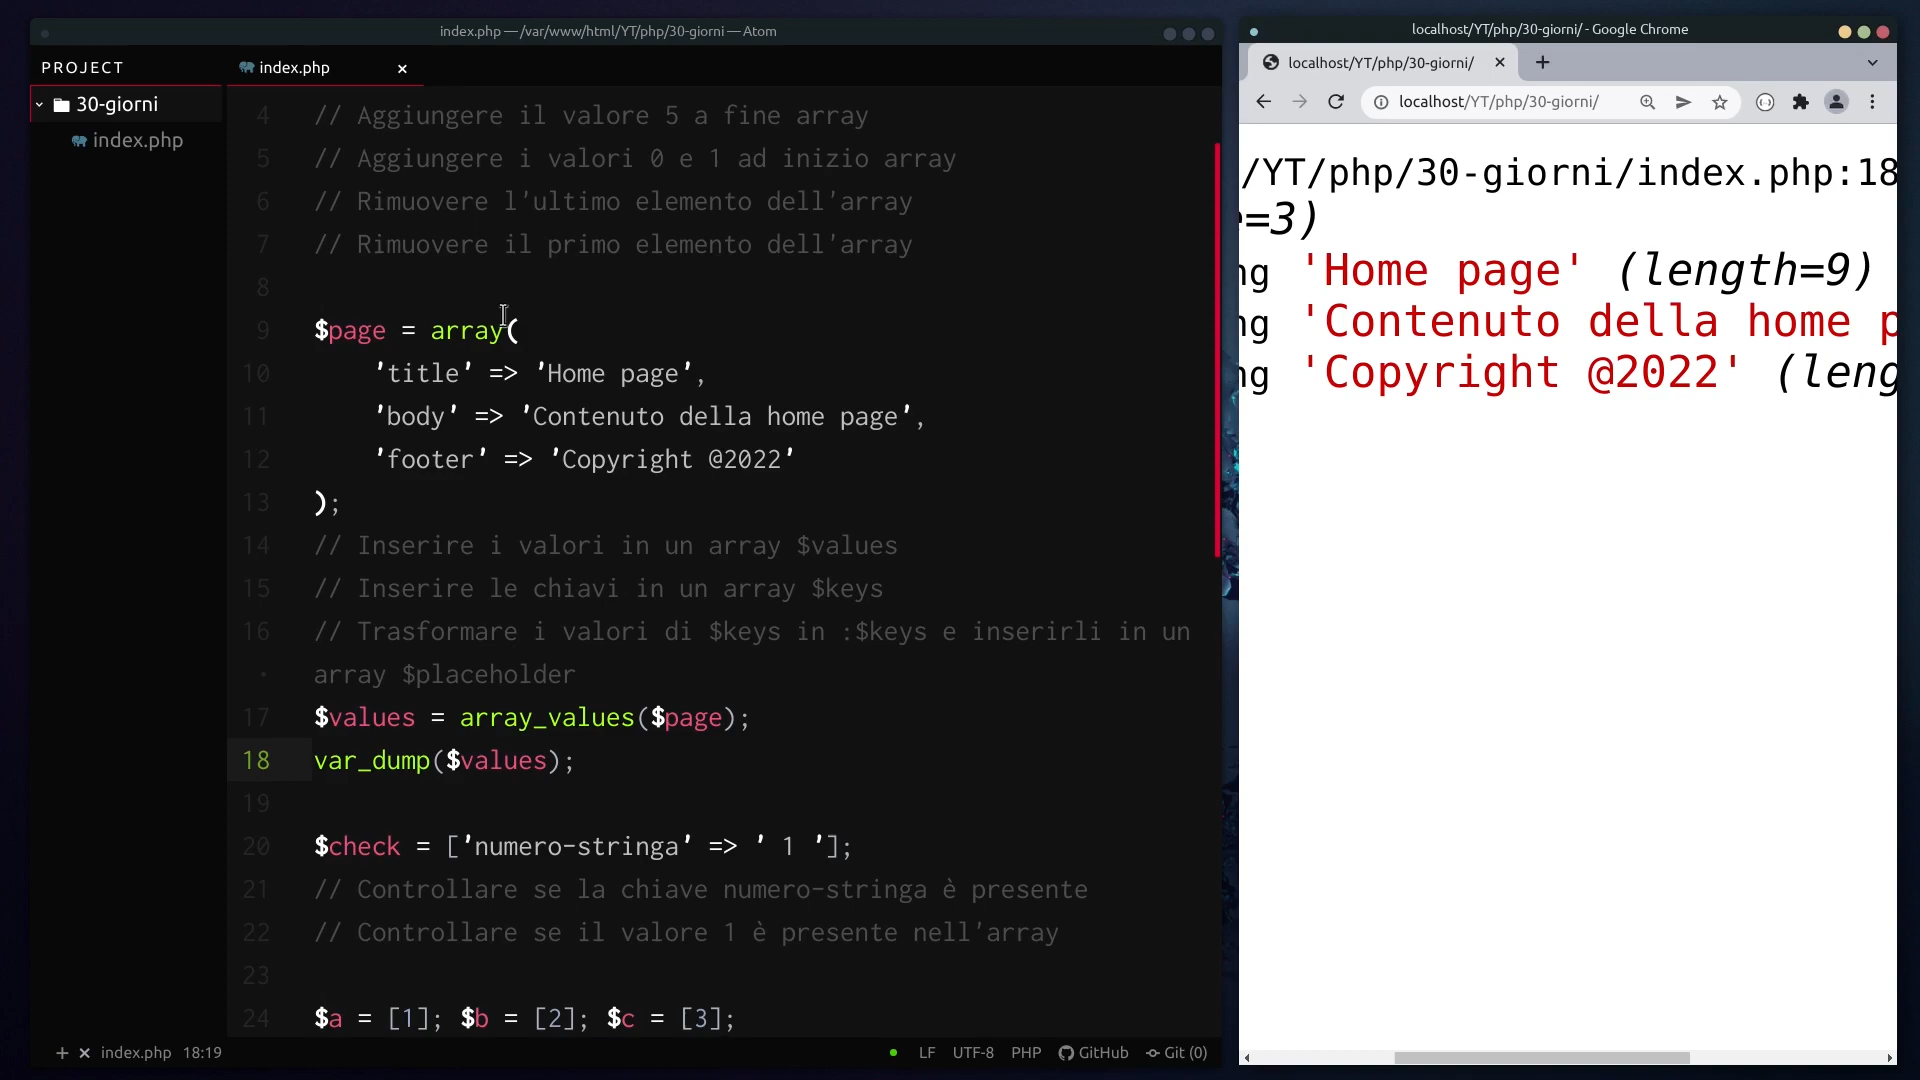 index.php — /var/www/html/YT/php/30-giorni — Atom
PROJECT
30-giorni
index.php
index.php
4 // Aggiungere il valore 5 a fine array
5 // Aggiungere i valori 0 e 1 ad inizio array
6 // Rimuovere l'ultimo elemento dell'array
7 // Rimuovere il primo elemento dell'array
8
9 $page = array(
10 'title' => 'Home page',
11 'body' => 'Contenuto della home page',
12 'footer' => 'Copyright @2022'
13 );
14 // Inserire i valori in un array $values
15 // Inserire le chiavi in un array $keys
16 // Trasformare i valori di $keys in :$keys e inserirli in un
array $placeholder
17 $values = array_values($page);
18 var_dump($values);
19
20 $check = ['numero-stringa' => ' 1 '];
21 // Controllare se la chiave numero-stringa è presente
22 // Controllare se il valore 1 è presente nell'array
23
24 $a = [1]; $b = [2]; $c = [3];
index.php 18:19
LF UTF-8 PHP GitHub Git (0)
localhost/YT/php/30-giorni/ - Google Chrome
localhost/YT/php/30-giorni/
localhost/YT/php/30-giorni/
/YT/php/30-giorni/index.php:18
=3)
ng 'Home page' (length=9)
ng 'Contenuto della home p
ng 'Copyright @2022' (leng